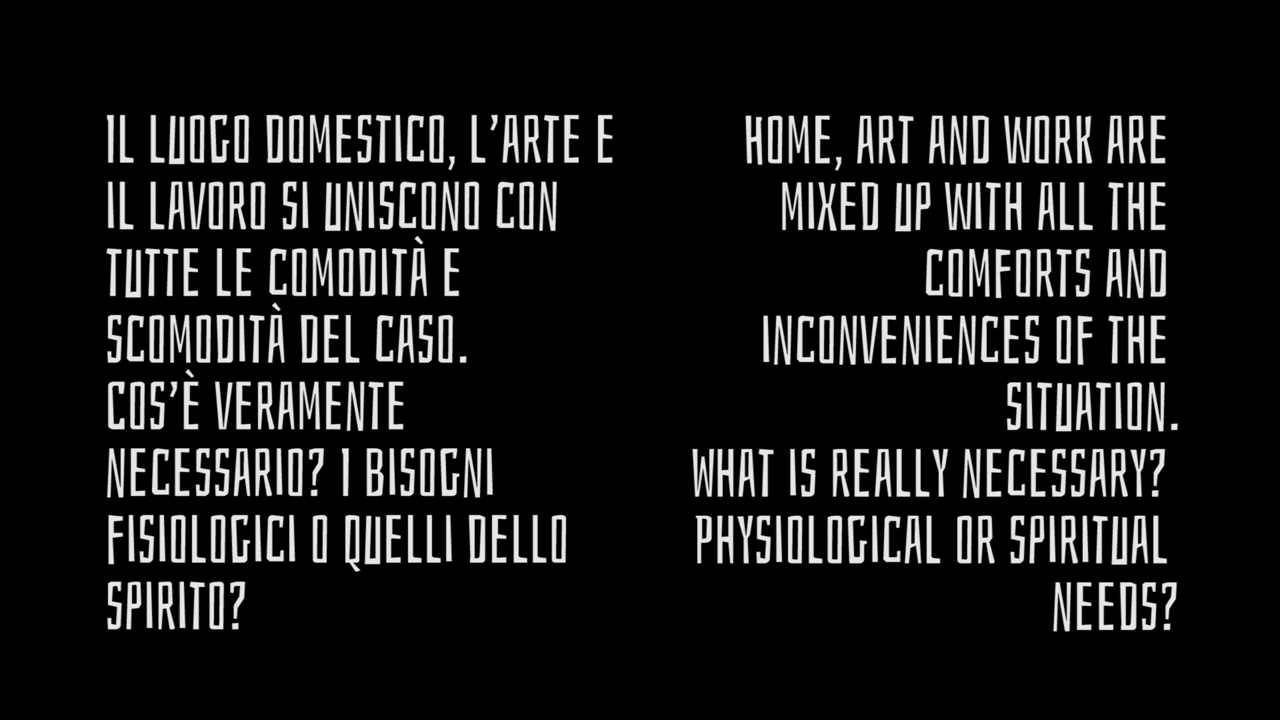 IL LUOGO DOMESTICO, L'ARTE E
IL LAVORO SI UNISCONO CON
TUTTE LE COMODITÀ E
SCOMODITÀ DEL CASO.
COS'È VERAMENTE
NECESSARIO? I BISOGNI
FISIOLOGICI O QUELLI DELLO
SPIRITO?
HOME, ART AND WORK ARE
MIXED UP WITH ALL THE
COMFORTS AND
INCONVENIENCES OF THE
SITUATION.
WHAT IS REALLY NECESSARY?
PHYSIOLOGICAL OR SPIRITUAL
NEEDS?